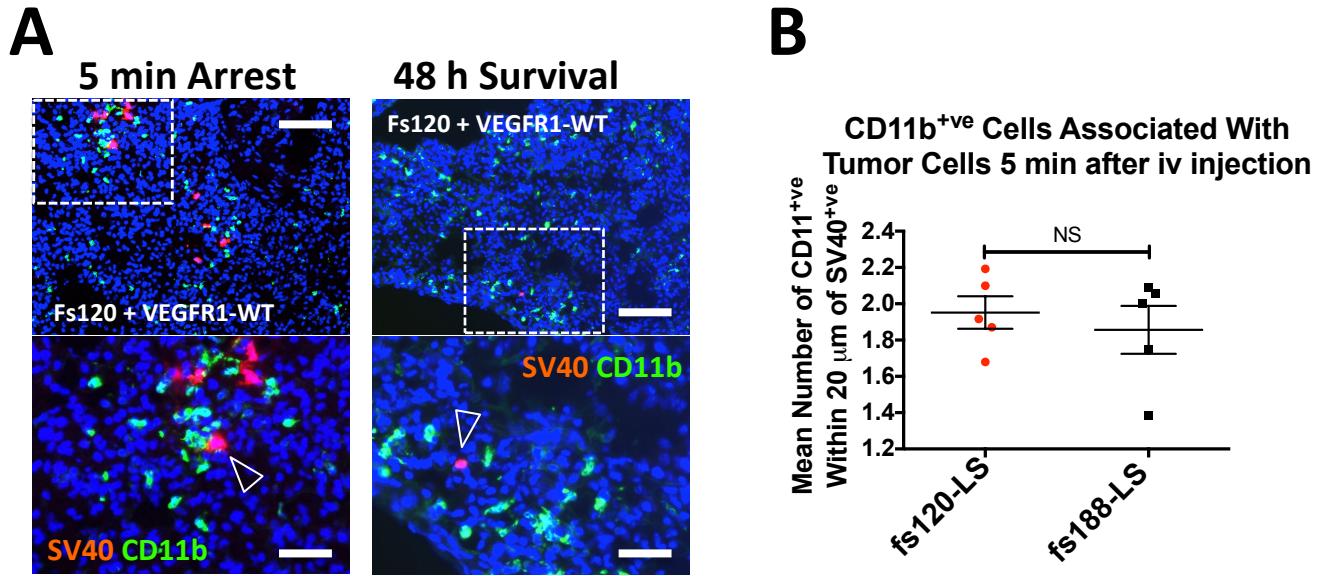 A
5 min Arrest
48 h Survival
Fs120 + VEGFR1-WT
Fs120 + VEGFR1-WT
SV40 CD11b
SV40 CD11b
B
CD11b+ve Cells Associated With
Tumor Cells 5 min after iv injection
Mean Number of CD11+ve
Within 20 μm of SV40+ve
2.4
2.2
2.0
1.8
1.6
1.4
1.2
NS
fs120-LS
fs188-LS